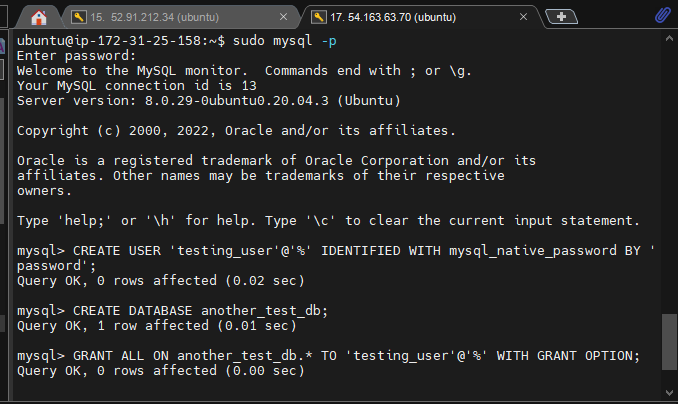 15. 52.91.212.34 (ubuntu)
17. 54.163.63.70 (ubuntu)
ubuntu@ip-172-31-25-158:~$ sudo mysql -p
Enter password:
Welcome to the MySQL monitor.  Commands end with ; or \g.
Your MySQL connection id is 13
Server version: 8.0.29-0ubuntu0.20.04.3 (Ubuntu)
Copyright (c) 2000, 2022, Oracle and/or its affiliates.
Oracle is a registered trademark of Oracle Corporation and/or its
affiliates. Other names may be trademarks of their respective
owners.
Type 'help;' or '\h' for help. Type '\c' to clear the current input statement.
mysql> CREATE USER 'testing_user'@'%' IDENTIFIED WITH mysql_native_password BY '
password';
Query OK, 0 rows affected (0.02 sec)
mysql> CREATE DATABASE another_test_db;
Query OK, 1 row affected (0.01 sec)
mysql> GRANT ALL ON another_test_db.* TO 'testing_user'@'%' WITH GRANT OPTION;
Query OK, 0 rows affected (0.00 sec)